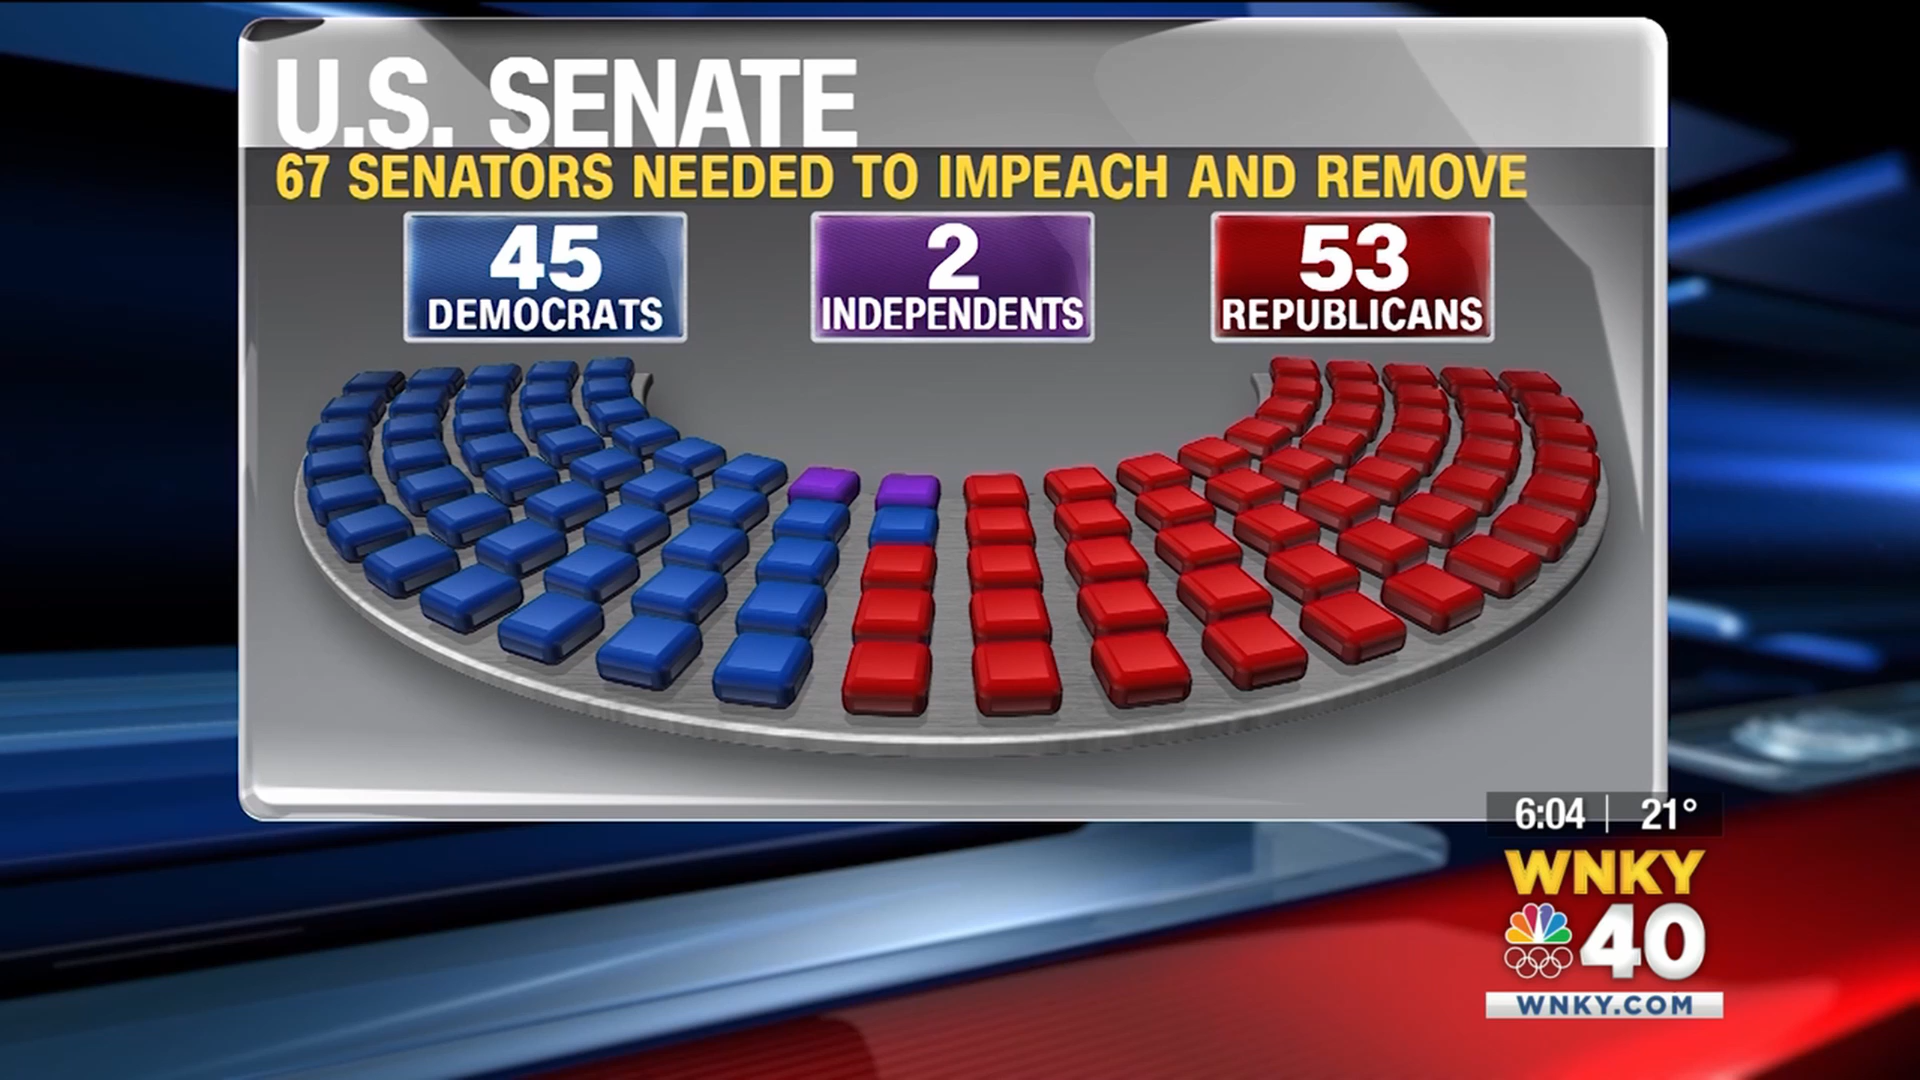 U.S. SENATE
67 SENATORS NEEDED TO IMPEACH AND REMOVE
45
DEMOCRATS
2
INDEPENDENTS
53
REPUBLICANS
6:04 | 21°
WNKY
40
WNKY.COM